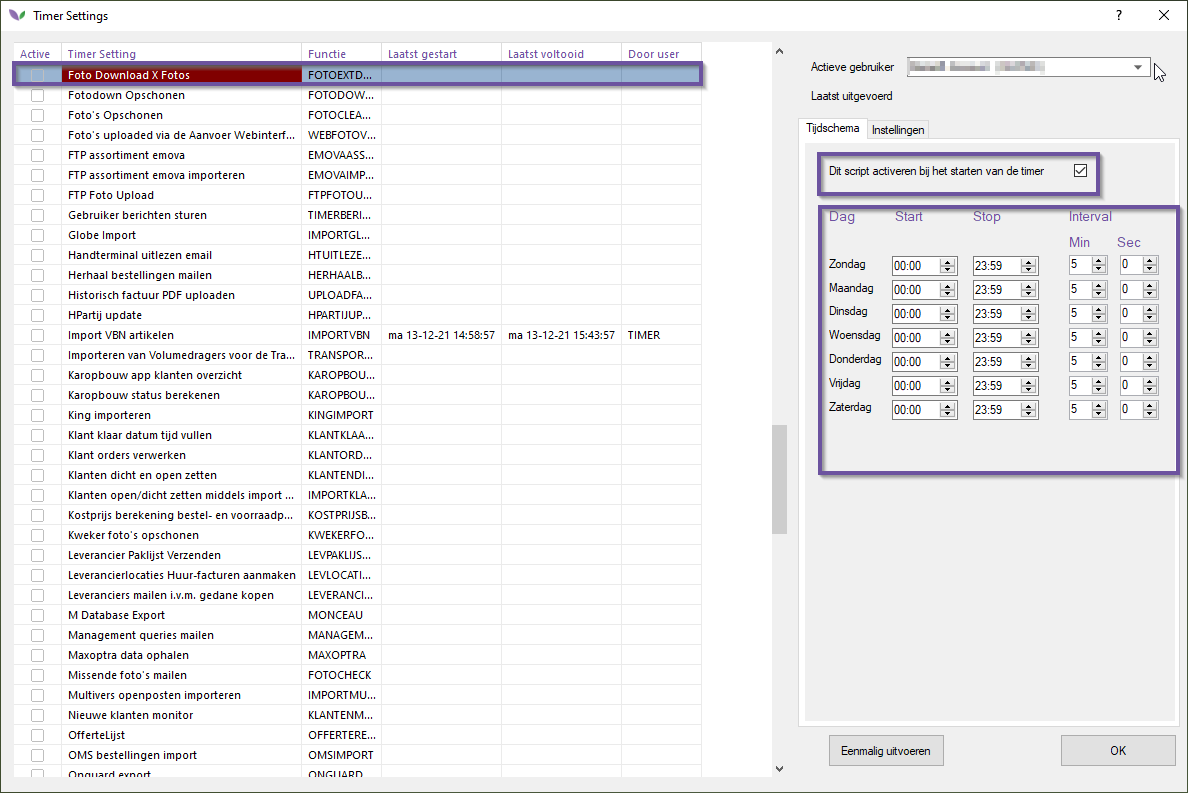 Timer Settings
?
Active Timer Setting Functie Laatst gestart Laatst voltooid Door user
Foto Download X Fotos FOTOEXTD...
Fotodown Opschonen FOTODOW...
Foto's Opschonen FOTOCLEA...
Foto's uploaded via de Aanvoer Webinterf... WEBFOTOV...
FTP assortiment emova EMOVAASS...
FTP assortiment emova importeren EMOVAIMP...
FTP Foto Upload FTPFOTOU...
Gebruiker berichten sturen TIMERBERI...
Globe Import IMPORTGL...
Handterminal uitlezen email HTUITLEZE...
Herhaal bestellingen mailen HERHAALB...
Historisch factuur PDF uploaden UPLOADFA...
HPartij update HPARTIJUP...
Import VBN artikelen IMPORTVBN ma 13-12-21 14:58:57 ma 13-12-21 15:43:57 TIMER
Importeren van Volumedragers voor de Tra... TRANSPOR...
Karopbouw app klanten overzicht KAROPBOU...
Karopbouw status berekenen KAROPBOU...
King importeren KINGIMPORT
Klant klaar datum tijd vullen KLANTKLAA...
Klant orders verwerken KLANTORD...
Klanten dicht en open zetten KLANTENDI...
Klanten open/dicht zetten middels import ... IMPORTKLA...
Kostprijs berekening bestel- en voorraadp... KOSTPRIJSB...
Kweker foto's opschonen KWEKERFO...
Leverancier Paklijst Verzenden LEVPAKLIJS...
Leverancierlocaties Huur-facturen aanmaken LEVLOCATI...
Leveranciers mailen i.v.m. gedane kopen LEVERANCI...
M Database Export MONCEAU
Management queries mailen MANAGEM...
Maxoptra data ophalen MAXOPTRA
Missende foto's mailen FOTOCHECK
Multivers openposten importeren IMPORTMU...
Nieuwe klanten monitor KLANTENM...
OfferteLijst OFFERTERE...
OMS bestellingen import OMSIMPORT
Onguard export ONGUARD
Actieve gebruiker
Laatst uitgevoerd
Tijdschema Instellingen
Dit script activeren bij het starten van de timer
Dag Start Stop Interval
Min Sec
Zondag 00:00 23:59 5 0
Maandag 00:00 23:59 5 0
Dinsdag 00:00 23:59 5 0
Woensdag 00:00 23:59 5 0
Donderdag 00:00 23:59 5 0
Vrijdag 00:00 23:59 5 0
Zaterdag 00:00 23:59 5 0
Eenmalig uitvoeren OK